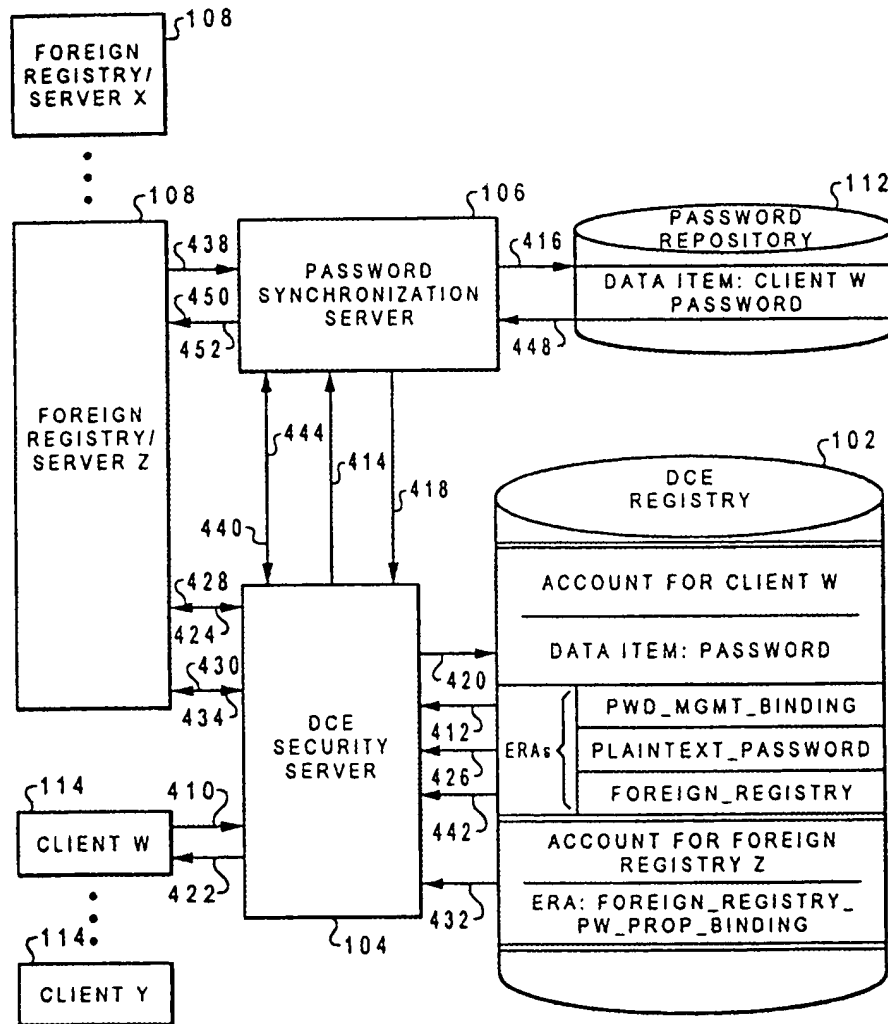 108
FOREIGN
REGISTRY/
SERVER X
108
FOREIGN
REGISTRY/
SERVER Z
438
450
452
106
PASSWORD
SYNCHRONIZATION
SERVER
416
448
112
PASSWORD
REPOSITORY
DATA ITEM: CLIENT W
PASSWORD
444
414
418
440
428
424
430
434
DCE
SECURITY
SERVER
104
102
DCE
REGISTRY
ACCOUNT FOR CLIENT W
DATA ITEM: PASSWORD
420
412
426
442
432
ERAs
PWD_MGMT_BINDING
PLAINTEXT_PASSWORD
FOREIGN_REGISTRY
ACCOUNT FOR FOREIGN
REGISTRY Z
ERA: FOREIGN_REGISTRY_
PW_PROP_BINDING
114
410
CLIENT W
422
114
CLIENT Y